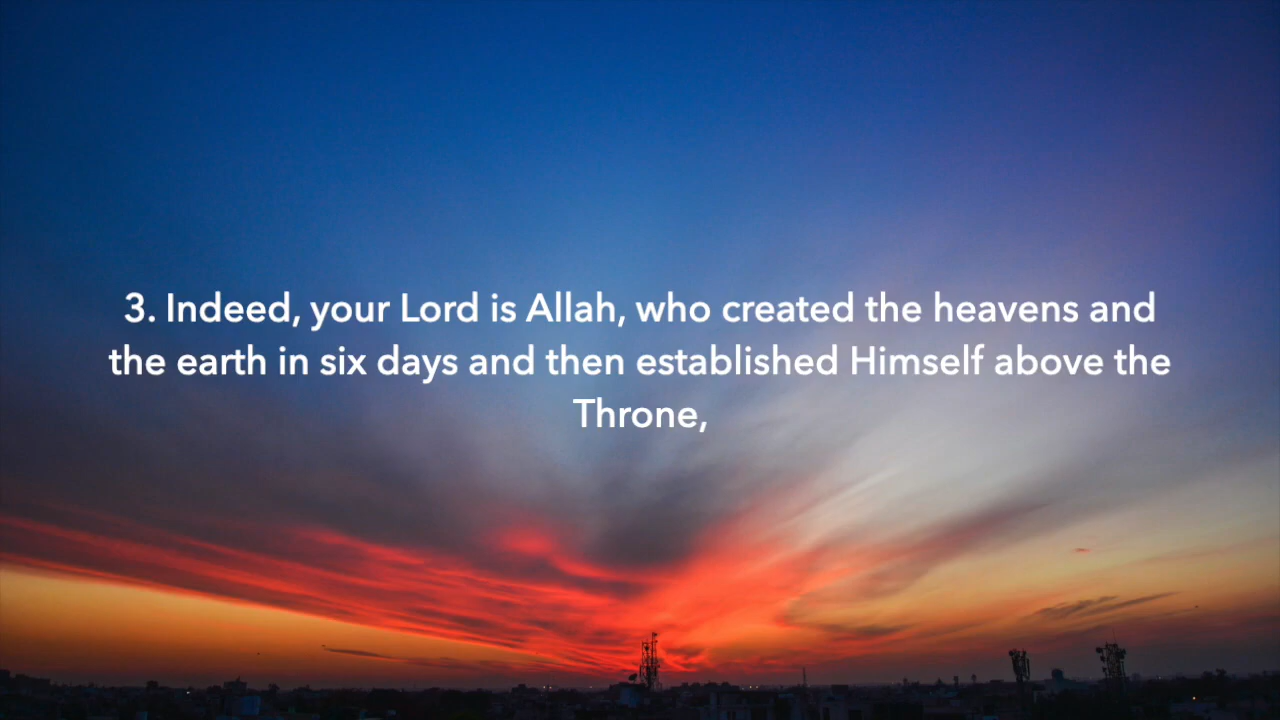 3. Indeed, your Lord is Allah, who created the heavens and
the earth in six days and then established Himself above the
Throne,